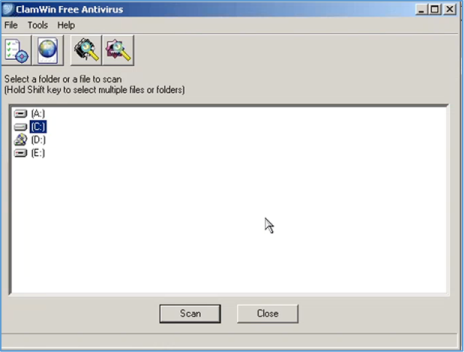 ClamWin Free Antivirus
File Tools Help
Select a folder or a file to scan
(Hold Shift key to select multiple files or folders)
(A:)
(C:)
(D:)
(E:)
Scan Close